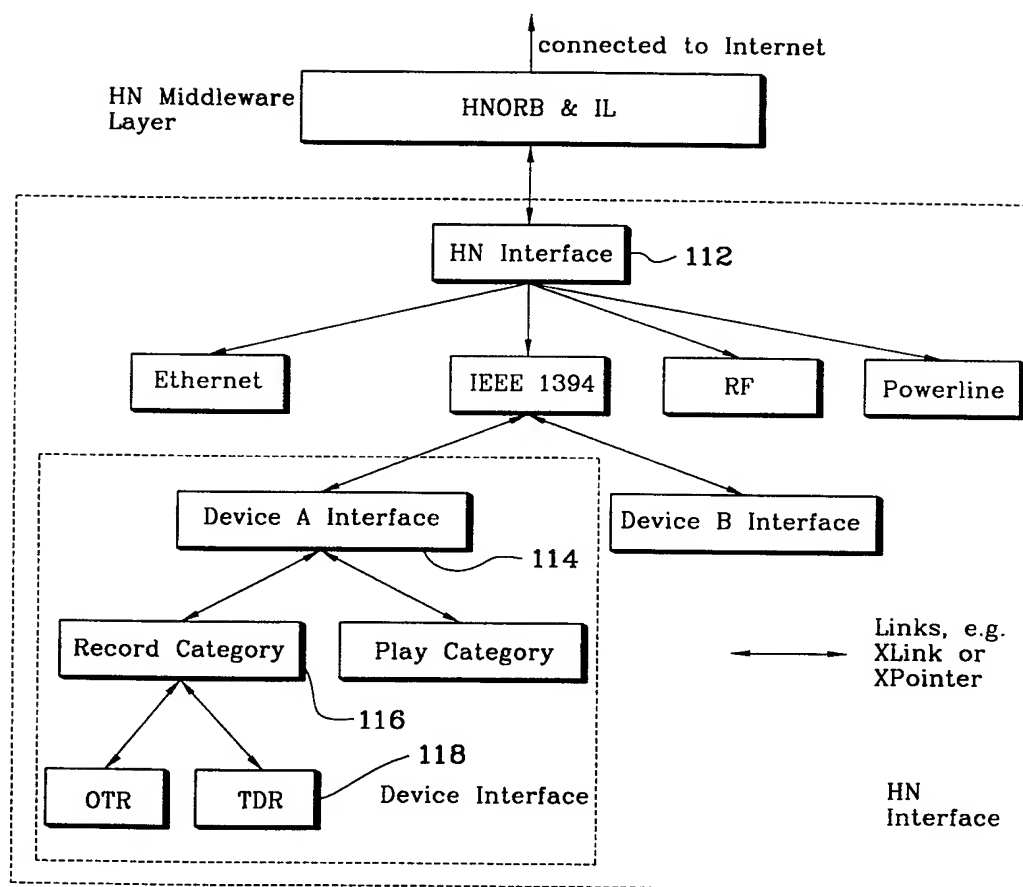 connected to Internet
HN Middleware
Layer
HNORB & IL
HN Interface
112
Ethernet
IEEE 1394
RF
Powerline
Device A Interface
Device B Interface
114
Record Category
Play Category
Links, e.g.
XLink or
XPointer
116
118
OTR
TDR
Device Interface
HN
Interface